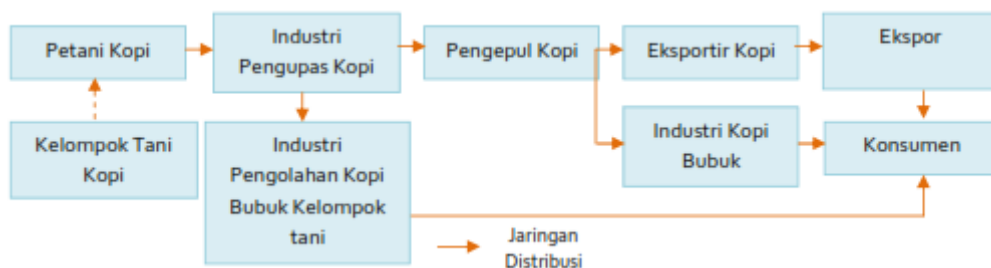 Petani Kopi
Industri
Pengupas Kopi
Pengepul Kopi
Eksportir Kopi
Ekspor
Kelompok Tani
Kopi
Industri
Pengolahan Kopi
Bubuk Kelompok
tani
Industri Kopi
Bubuk
Konsumen
Jaringan
Distribusi